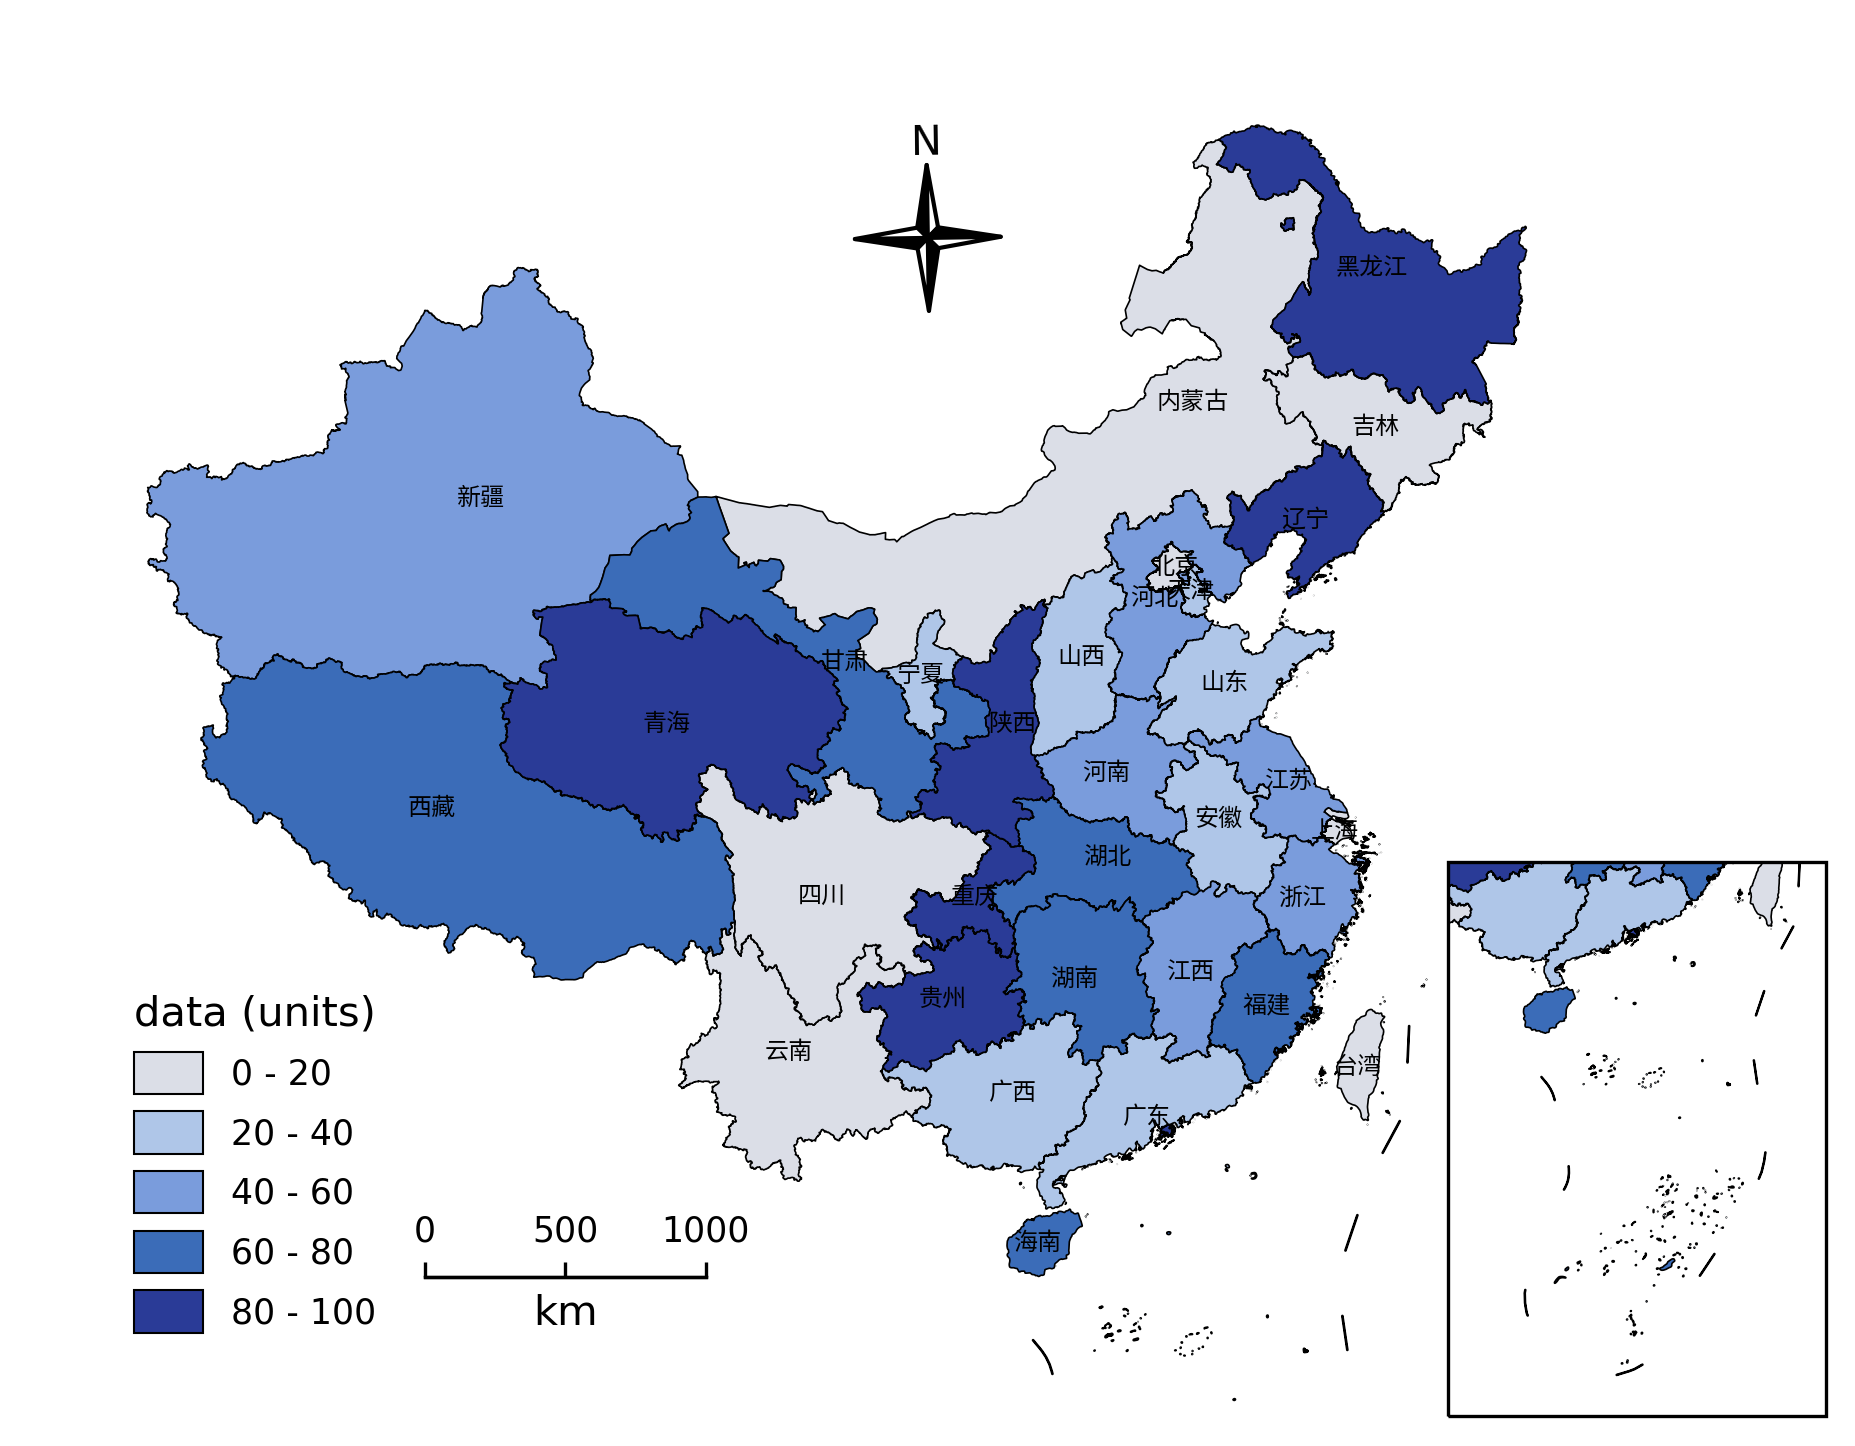 N
黑龙江
内蒙古
吉林
新疆
辽宁
北京
天津
河北
山西
甘肃
宁夏
山东
青海
陕西
河南
江苏
西藏
安徽
上海
湖北
四川
重庆
浙江
湖南
江西
贵州
福建
云南
台湾
广西
广东
海南
data (units)
0 - 20
20 - 40
40 - 60
60 - 80
80 - 100
0 500 1000
km